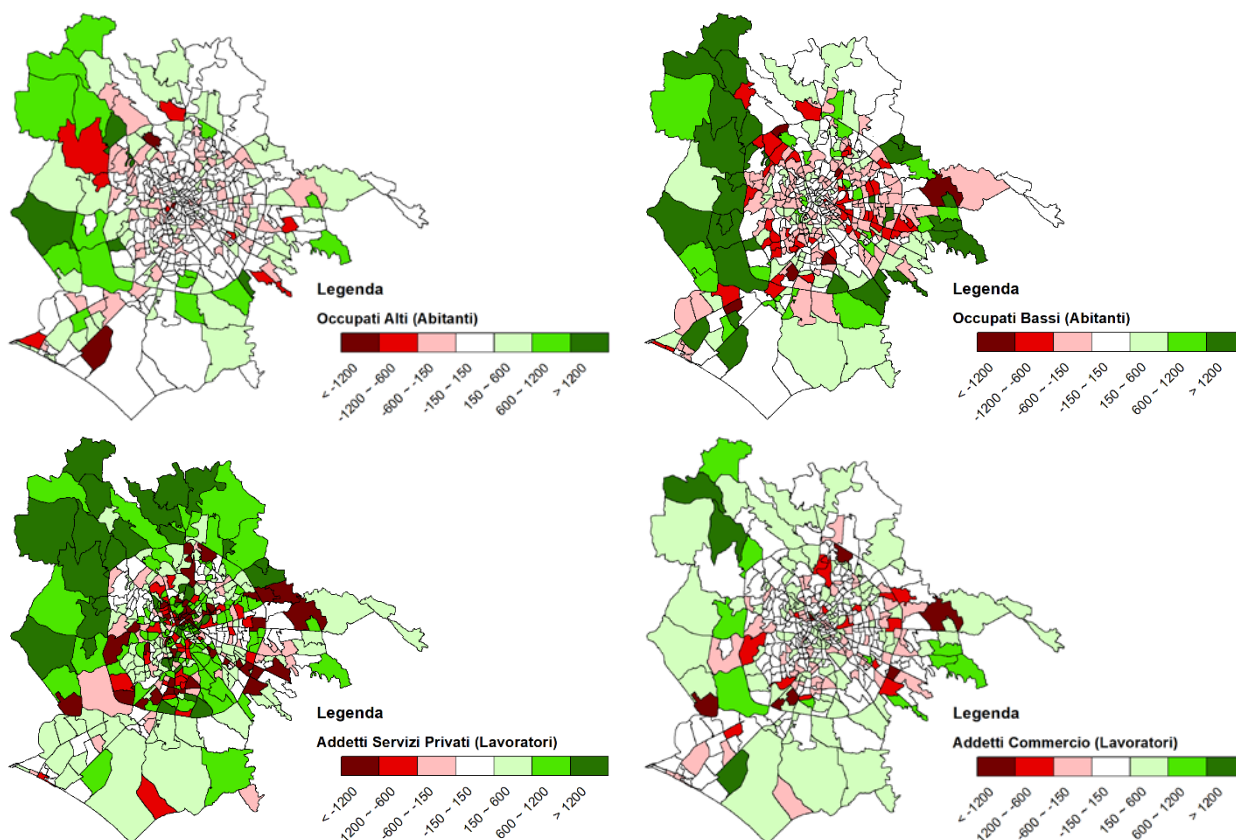 Legenda
Occupati Alti (Abitanti)
< -1200
-1200 ~ -600
-600 ~ -150
-150 ~ 150
150 ~ 600
600 ~ 1200
> 1200
Legenda
Occupati Bassi (Abitanti)
< -1200
-1200 ~ -600
-600 ~ -150
-150 ~ 150
150 ~ 600
600 ~ 1200
> 1200
Legenda
Addetti Servizi Privati (Lavoratori)
< -1200
1200 ~ -600
-600 ~ -150
-150 ~ 150
150 ~ 600
600 ~ 1200
> 1200
Legenda
Addetti Commercio (Lavoratori)
< -1200
-1200 ~ -600
-600 ~ -150
-150 ~ 150
150 ~ 600
600 ~ 1200
> 1200